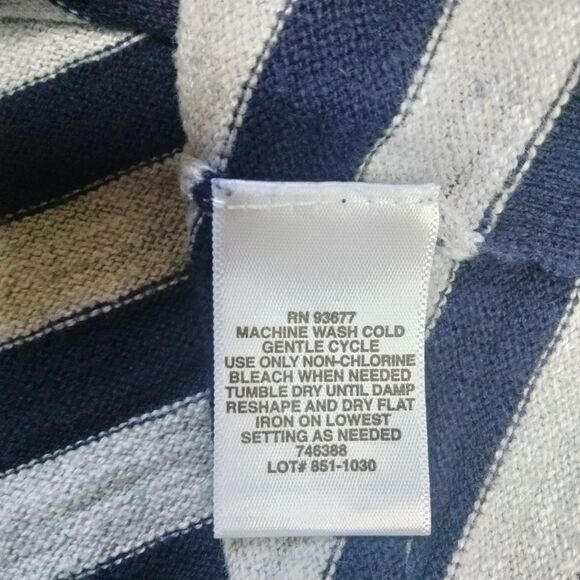 RN 93677
MACHINE WASH COLD
GENTLE CYCLE
USE ONLY NON-CHLORINE
BLEACH WHEN NEEDED
TUMBLE DRY UNTIL DAMP
RESHAPE AND DRY FLAT
IRON ON LOWEST
SETTING AS NEEDED
746388
LOT# 851-1030